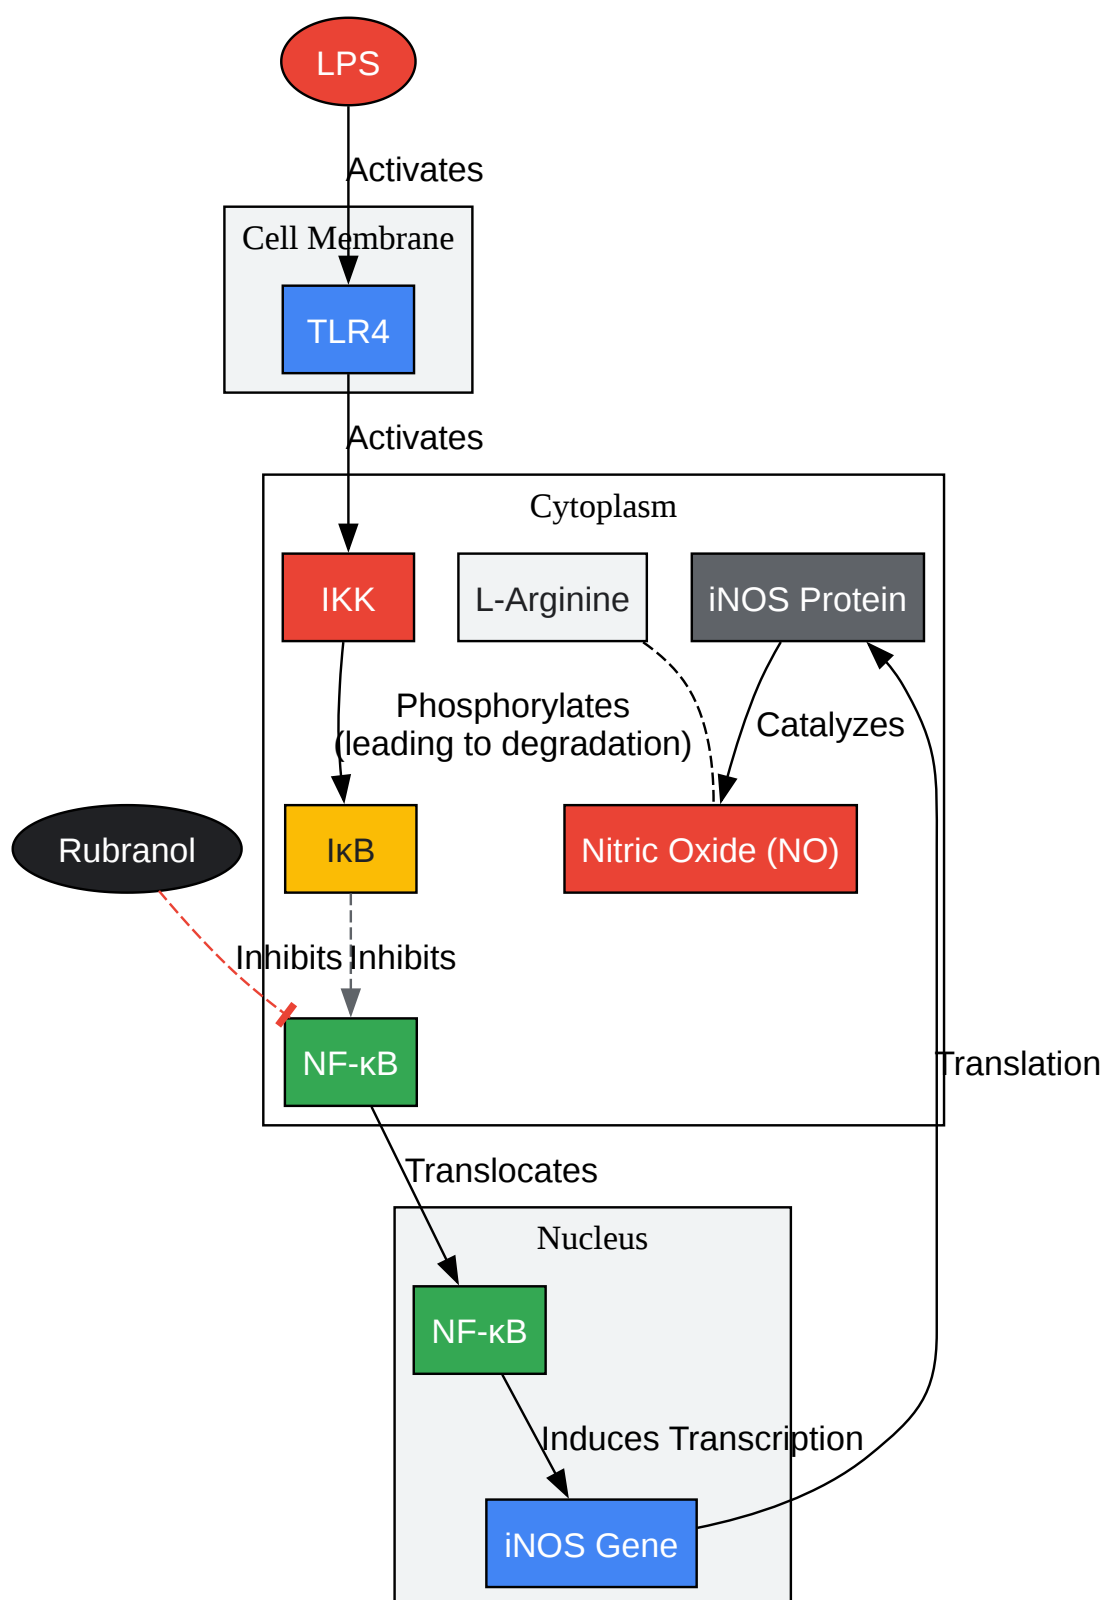 LPS
Activates
Cell Membrane
TLR4
Activates
Cytoplasm
IKK
L-Arginine
iNOS Protein
Phosphorylates
(leading to degradation)
Catalyzes
Rubranol
IκB
Nitric Oxide (NO)
Inhibits
Inhibits
NF-κB
Translation
Translocates
Nucleus
NF-κB
Induces Transcription
iNOS Gene